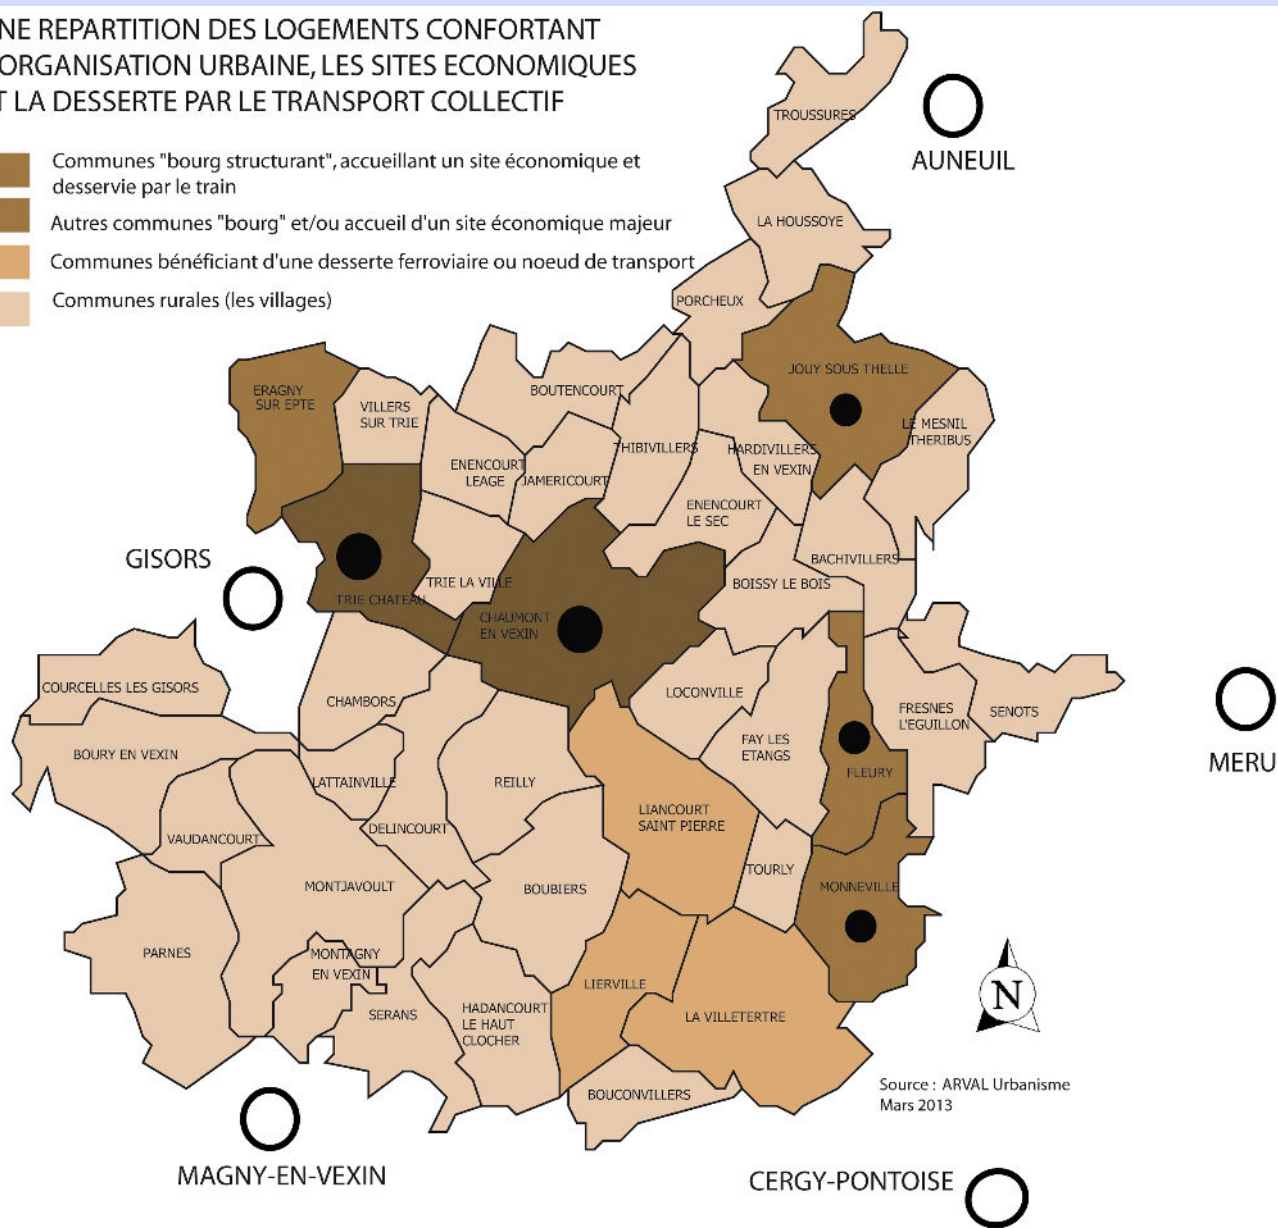 NE REPARTITION DES LOGEMENTS CONFORTANT
'ORGANISATION URBAINE, LES SITES ECONOMIQUES
T LA DESSERTE PAR LE TRANSPORT COLLECTIF
Communes "bourg structurant", accueillant un site économique et
desservie par le train
Autres communes "bourg" et/ou accueil d'un site économique majeur
Communes bénéficiant d'une desserte ferroviaire ou noeud de transport
Communes rurales (les villages)
TROUSSURES
AUNEUIL
LA HOUSSOYE
PORCHEUX
JOUY SOUS THELLE
ERAGNY
SUR EPTE
VILLERS
SUR TRIE
BOUTENCOURT
LE MESNIL
THERIBUS
THIBIVILLERS
HARDIVILLERS
EN VEXIN
ENENCOURT
LEAGE
JAMERICOURT
ENENCOURT
LE SEC
GISORS
BACHIVILLERS
TRIE LA VILLE
BOISSY LE BOIS
TRIE CHATEAU
CHAUMONT
EN VEXIN
COURCELLES LES GISORS
CHAMBORS
LOCONVILLE
FRESNES
L'EGUILLON
SENOTS
BOURY EN VEXIN
FAY LES
ETANGS
MERU
LATTAINVILLE
REILLY
FLEURY
LIANCOURT
SAINT PIERRE
VAUDANCOURT
DELINCOURT
TOURLY
MONTJAVOULT
BOUBIERS
MONNEVILLE
PARNES
MONTAGNY
EN VEXIN
LIERVILLE
N
SERANS
HADANCOURT
LE HAUT
CLOCHER
LA VILLETERTRE
BOUCONVILLERS
Source : ARVAL Urbanisme
Mars 2013
MAGNY-EN-VEXIN
CERGY-PONTOISE